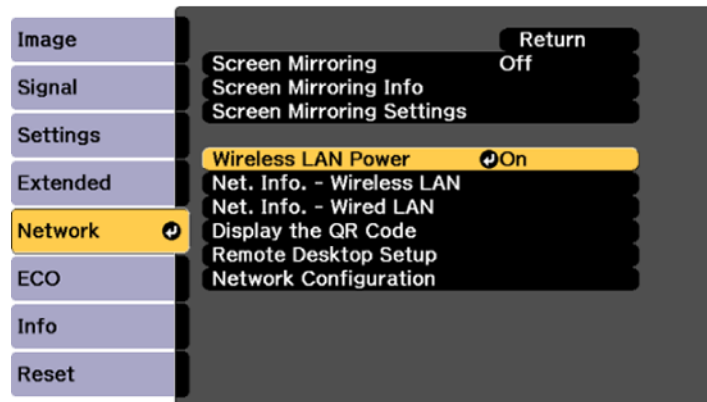 Image
Signal
Settings
Extended
Network
ECO
Info
Reset
Return
Screen Mirroring Off
Screen Mirroring Info
Screen Mirroring Settings
Wireless LAN Power On
Net. Info. - Wireless LAN
Net. Info. - Wired LAN
Display the QR Code
Remote Desktop Setup
Network Configuration